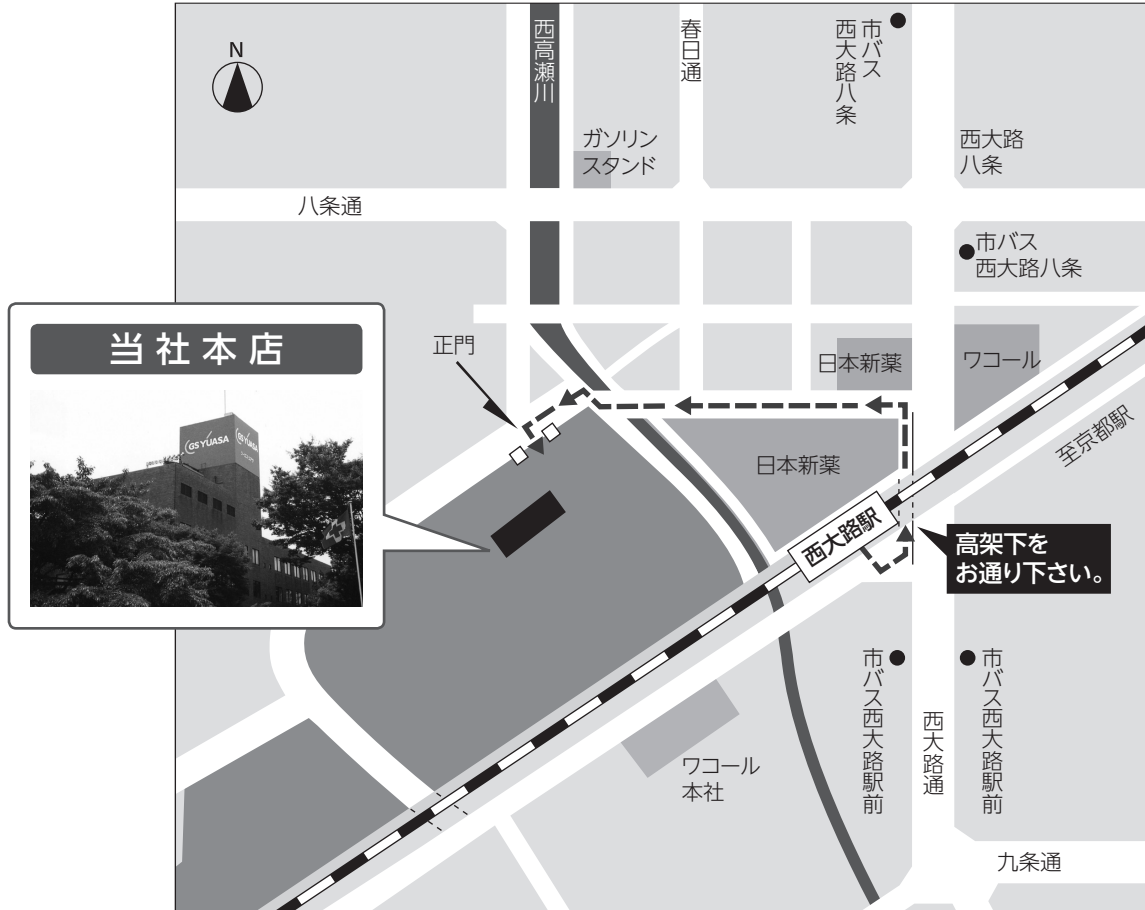 N
西高瀬川
春日通
市バス
西大路八条
ガソリン
スタンド
西大路
八条
八条通
市バス
西大路八条
当社本店
正門
日本新薬
ワコール
GS YUASA
GS YUASA
至京都駅
日本新薬
西大路駅
高架下を
お通り下さい。
市バス西大路駅前
西大路通
市バス西大路駅前
ワコール
本社
九条通